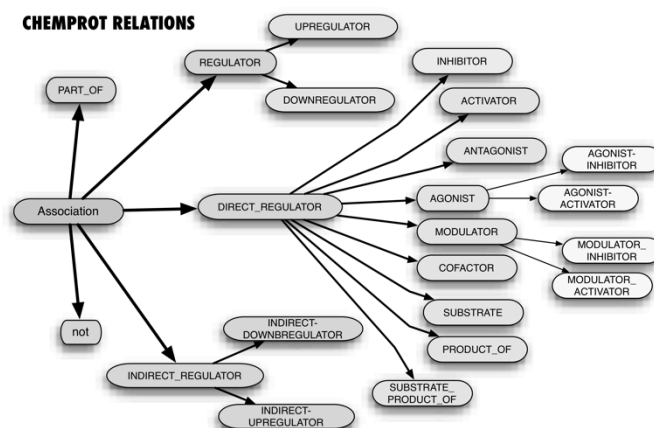 CHEMPROT RELATIONS
UPREGULATOR
REGULATOR
DOWNREGULATOR
PART_OF
INHIBITOR
ACTIVATOR
ANTAGONIST
AGONIST-
INHIBITOR
AGONIST
AGONIST-
ACTIVATOR
Association
DIRECT_REGULATOR
MODULATOR
MODULATOR_
INHIBITOR
MODULATOR_
ACTIVATOR
COFACTOR
SUBSTRATE
PRODUCT_OF
SUBSTRATE_
PRODUCT_OF
not
INDIRECT-
DOWNBREGULATOR
INDIRECT_REGULATOR
INDIRECT-
UPREGULATOR